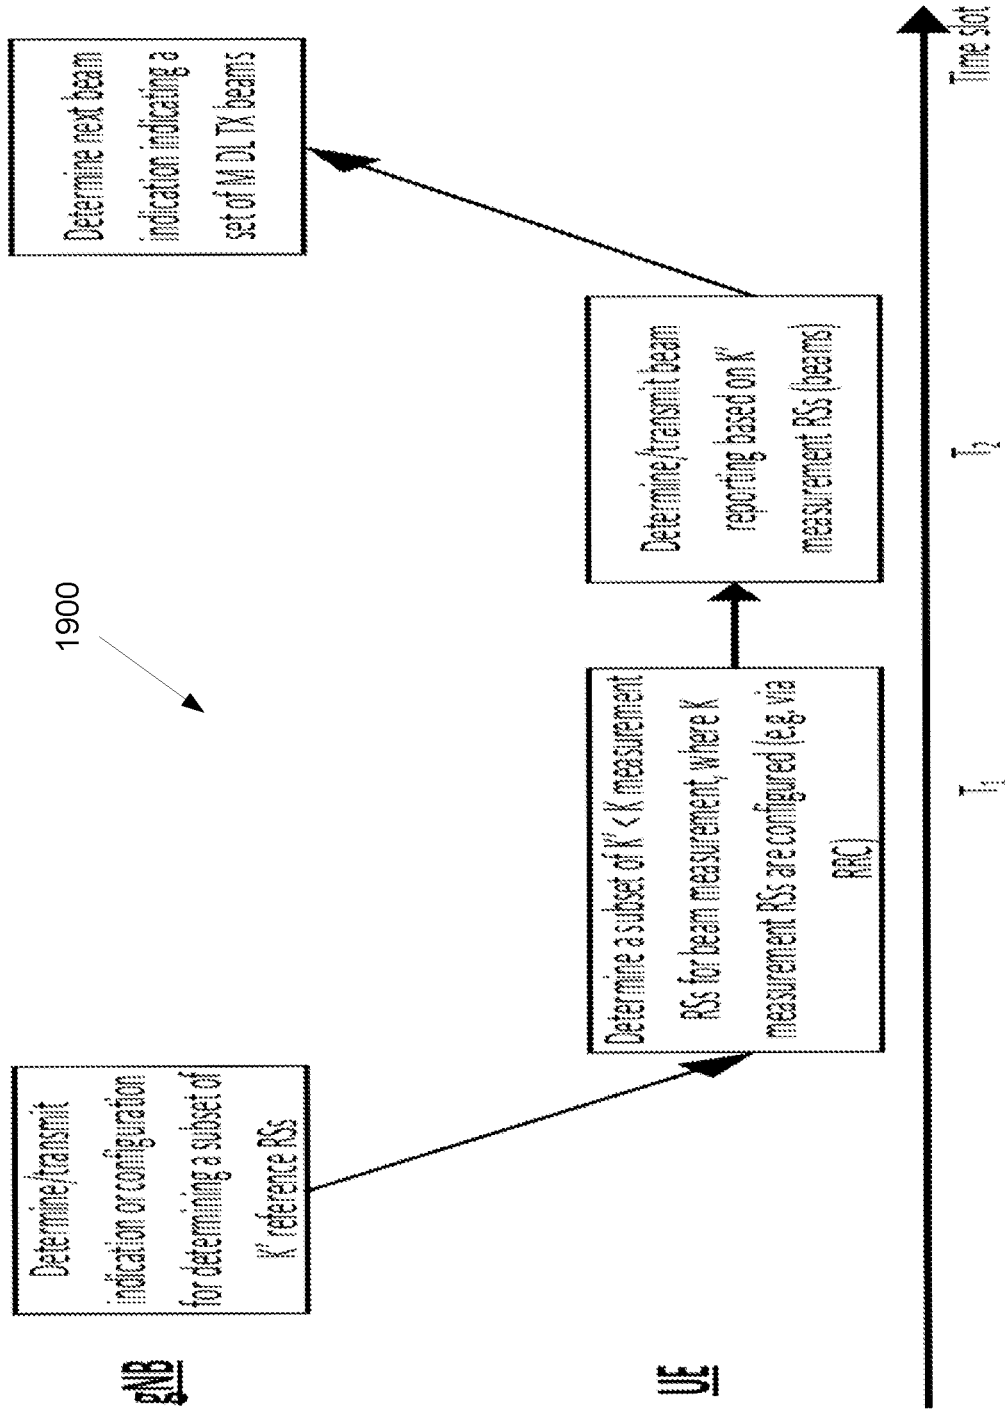 gNB
Determine/transmit
indication or configuration
for determining a subset of
K' reference RSs
Determine next beam
indication indicating a
set of M DL TX beams
1900
UE
Determine a subset of K' < K measurement
RSs for beam measurement, where K
measurement RSs are configured (e.g, via
RRC)
Determine/transmit beam
reporting based on K'
measurement RSs (beams)
T1
T2
Time slot